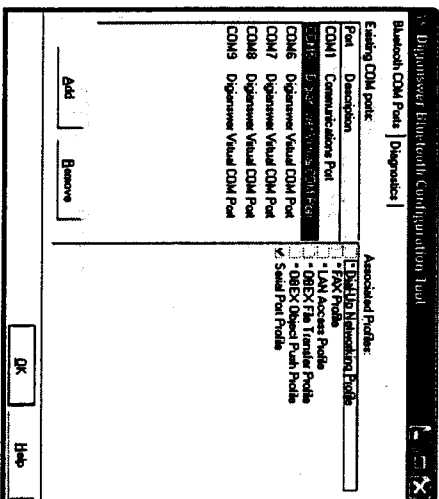 Digianswer Bluetooth Configuration Tool
Bluetooth COM Ports Diagnostics
Existing COM ports:
Port Description
COM1 Communications Port
COM6 Digianswer Virtual COM Port
COM7 Digianswer Virtual COM Port
COM8 Digianswer Virtual COM Port
COM9 Digianswer Virtual COM Port
Add Remove
Associated Profiles:
* Dial-Up Networking Profile
* FAX Profile
* LAN Access Profile
* OBEX File Transfer Profile
* OBEX Object Push Profile
Serial Port Profile
OK Help